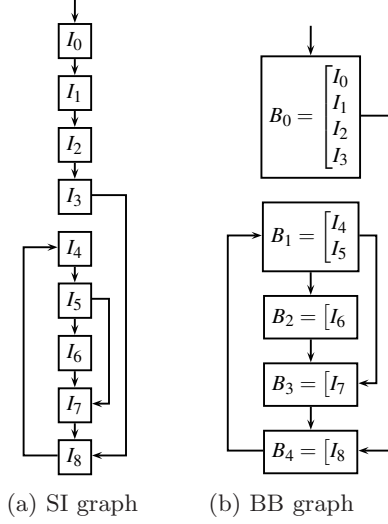 I0
I1
I2
I3
I4
I5
I6
I7
I8
(a) SI graph
B0 = [I0
I1
I2
I3
B1 = [I4
I5
B2 = [I6
B3 = [I7
B4 = [I8
(b) BB graph